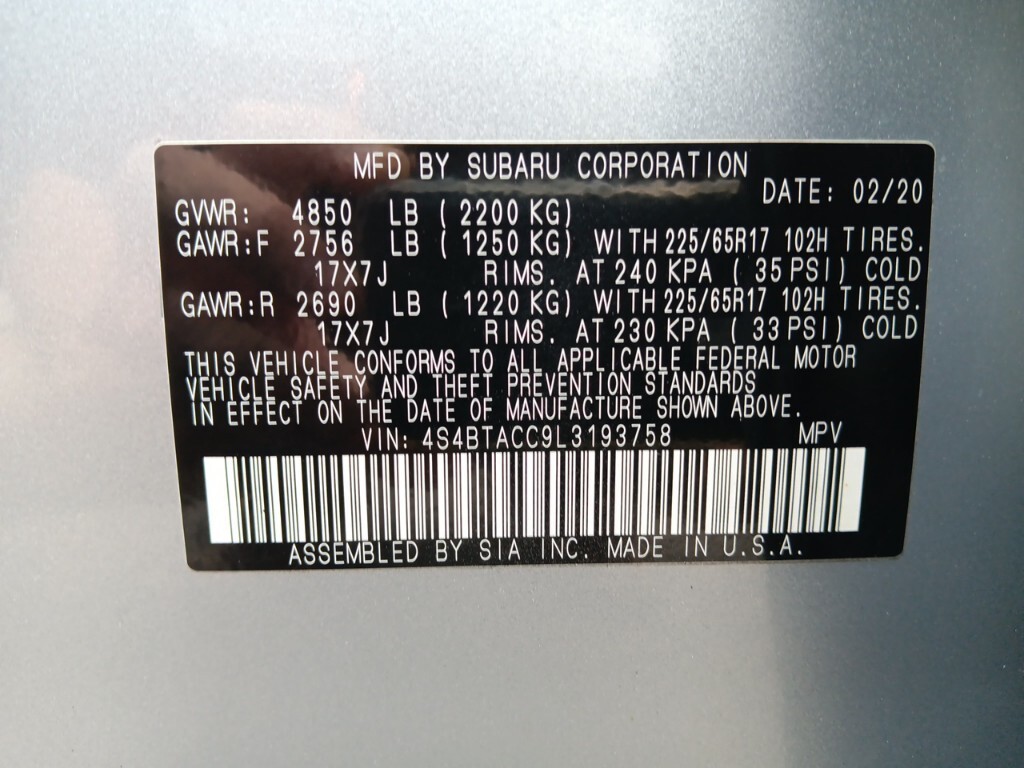 MFD BY SUBARU CORPORATION
DATE: 02/20
GVWR: 4850 LB ( 2200 KG)
GAWR:F 2756 LB ( 1250 KG) WITH 225/65R17 102H TIRES.
17X7J RIMS. AT 240 KPA ( 35 PSI) COLD
GAWR:R 2690 LB ( 1220 KG) WITH 225/65R17 102H TIRES.
17X7J RIMS. AT 230 KPA ( 33 PSI) COLD
THIS VEHICLE CONFORMS TO ALL APPLICABLE FEDERAL MOTOR
VEHICLE SAFETY AND THEFT PREVENTION STANDARDS
IN EFFECT ON THE DATE OF MANUFACTURE SHOWN ABOVE.
VIN: 4S4BTACC9L3193758 MPV
ASSEMBLED BY SIA INC. MADE IN U.S.A.